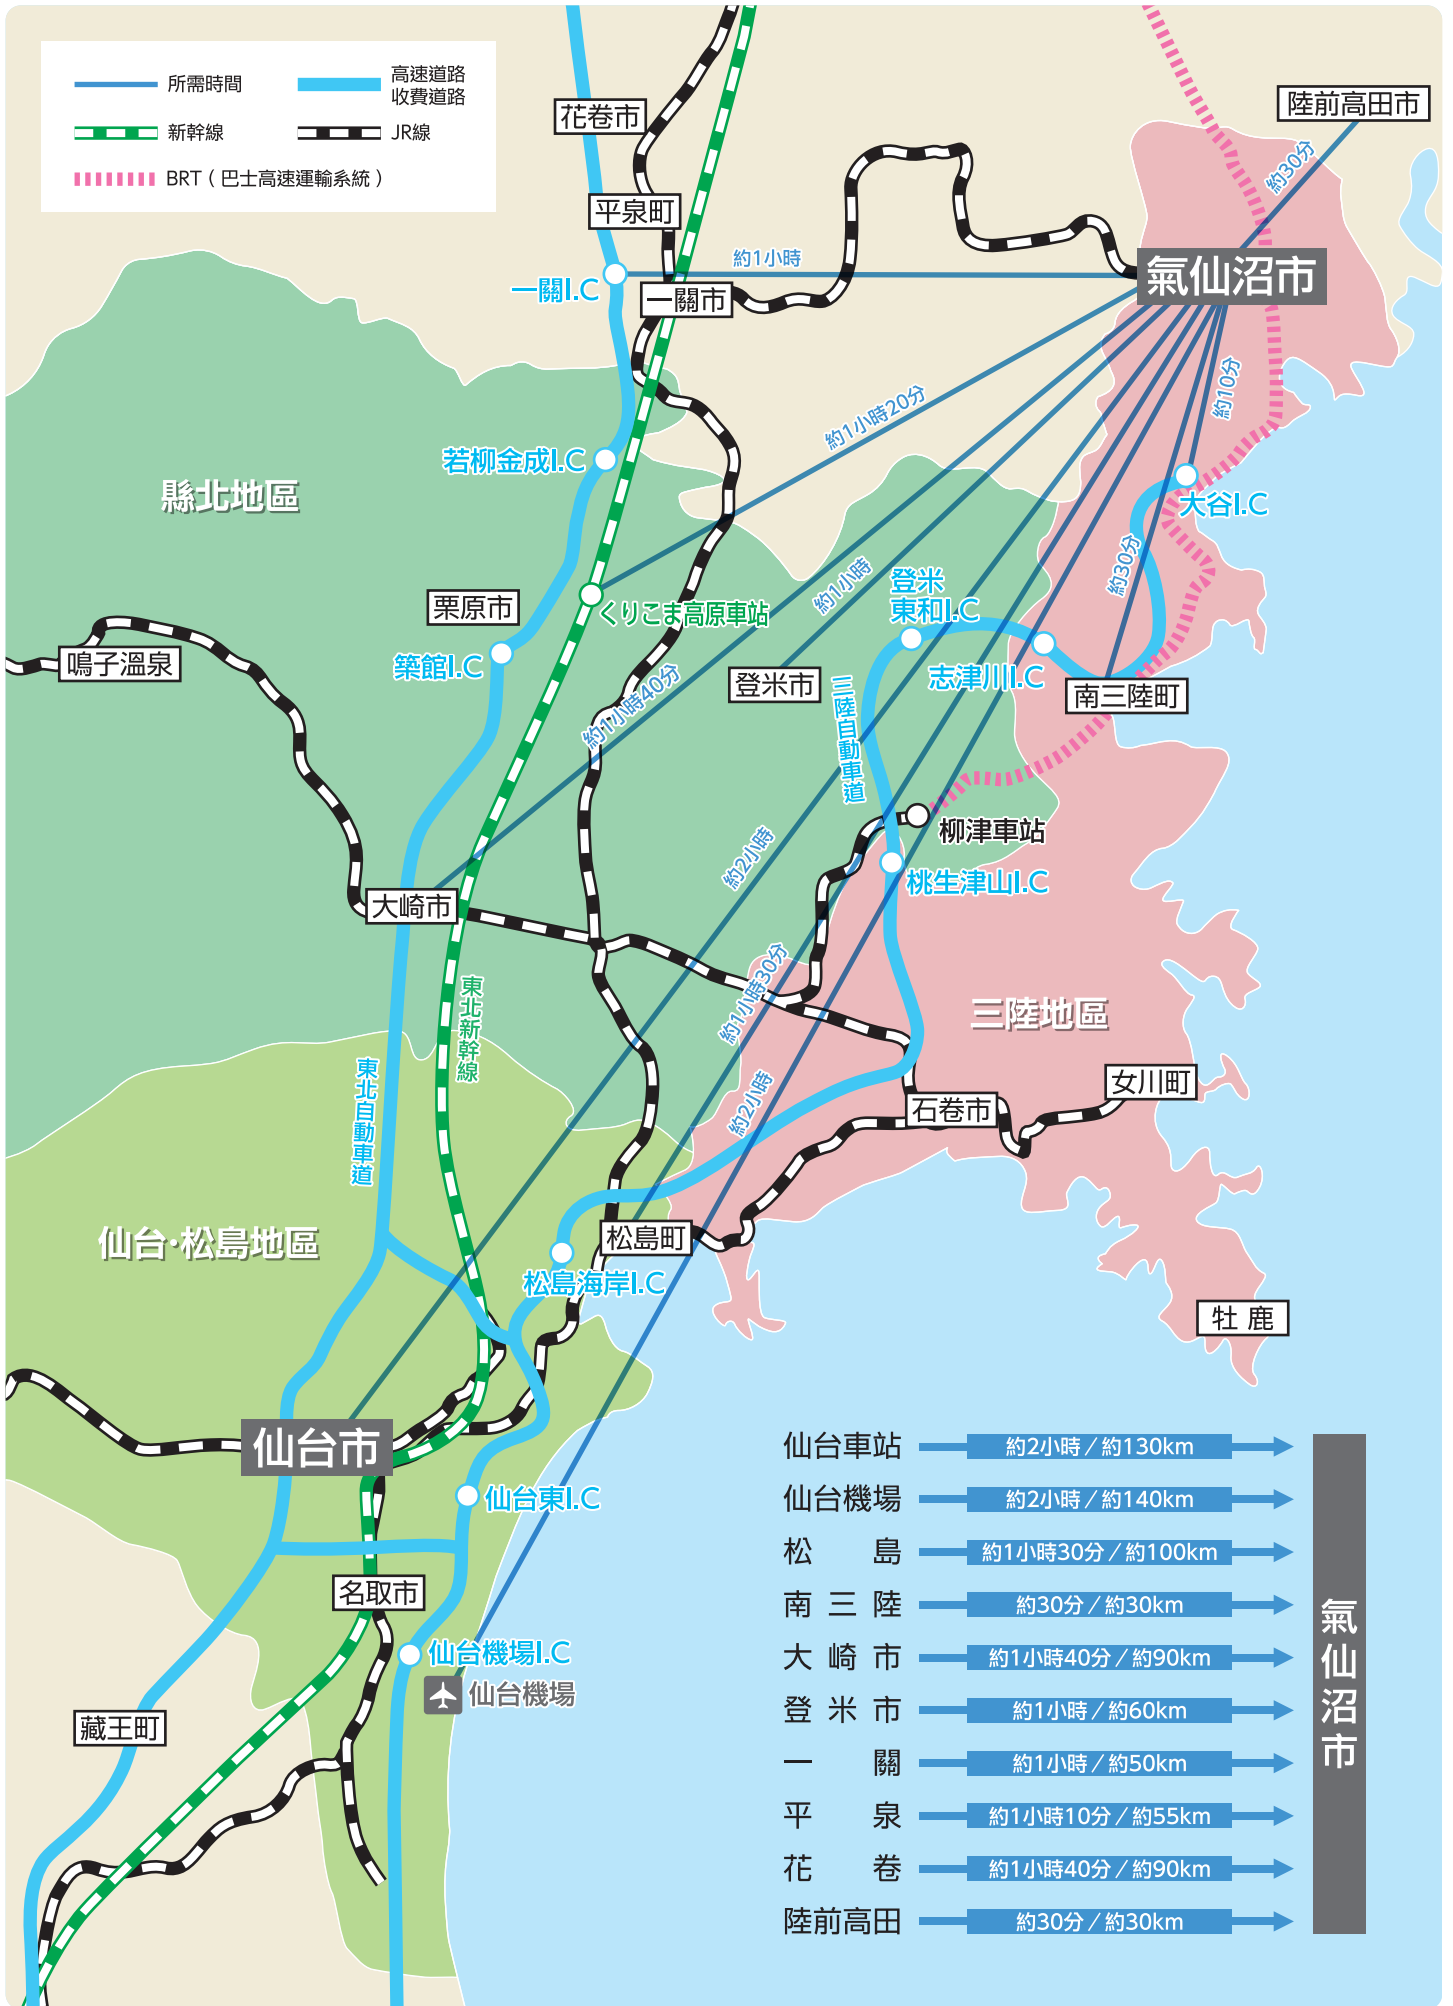 所需時間
高速道路
收費道路
新幹線
JR線
BRT（巴士高速運輸系統）
花卷市
陸前高田市
約30分
平泉町
約1小時
氣仙沼市
一關I.C
一關市
約10分
約1小時20分
若柳金成I.C
縣北地區
大谷I.C
約30分
登米
東和I.C
約1小時
栗原市
くりこま高原車站
鳴子溫泉
築館I.C
登米市
志津川I.C
南三陸町
約1小時40分
三陸自動車道
柳津車站
約2小時
桃生津山I.C
大崎市
約1小時30分
三陸地區
東北新幹線
東北自動車道
女川町
石卷市
約2小時
仙台·松島地區
松島町
松島海岸I.C
牡鹿
仙台市
仙台東I.C
名取市
仙台機場I.C
仙台機場
藏王町
仙台車站 約2小時／約130km
仙台機場 約2小時／約140km
松島 約1小時30分／約100km
南三陸 約30分／約30km
大崎市 約1小時40分／約90km
登米市 約1小時／約60km
一關 約1小時／約50km
平泉 約1小時10分／約55km
花卷 約1小時40分／約90km
陸前高田 約30分／約30km
氣仙沼市